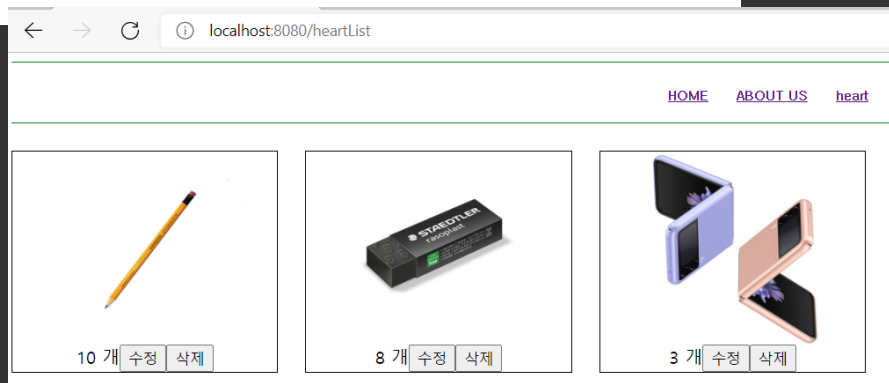 localhost:8080/heartList
HOME ABOUT US heart
STAEDTLER
rasoplast
10 개 수정 삭제
8 개 수정 삭제
3 개 수정 삭제